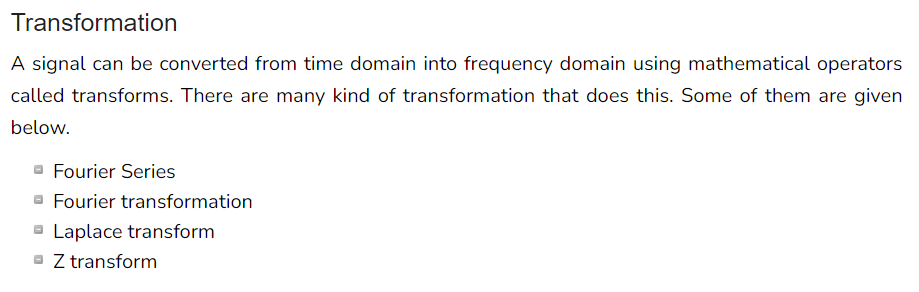 Transformation
A signal can be converted from time domain into frequency domain using mathematical operators
called transforms. There are many kind of transformation that does this. Some of them are given
below.
Fourier Series
Fourier transformation
Laplace transform
Z transform